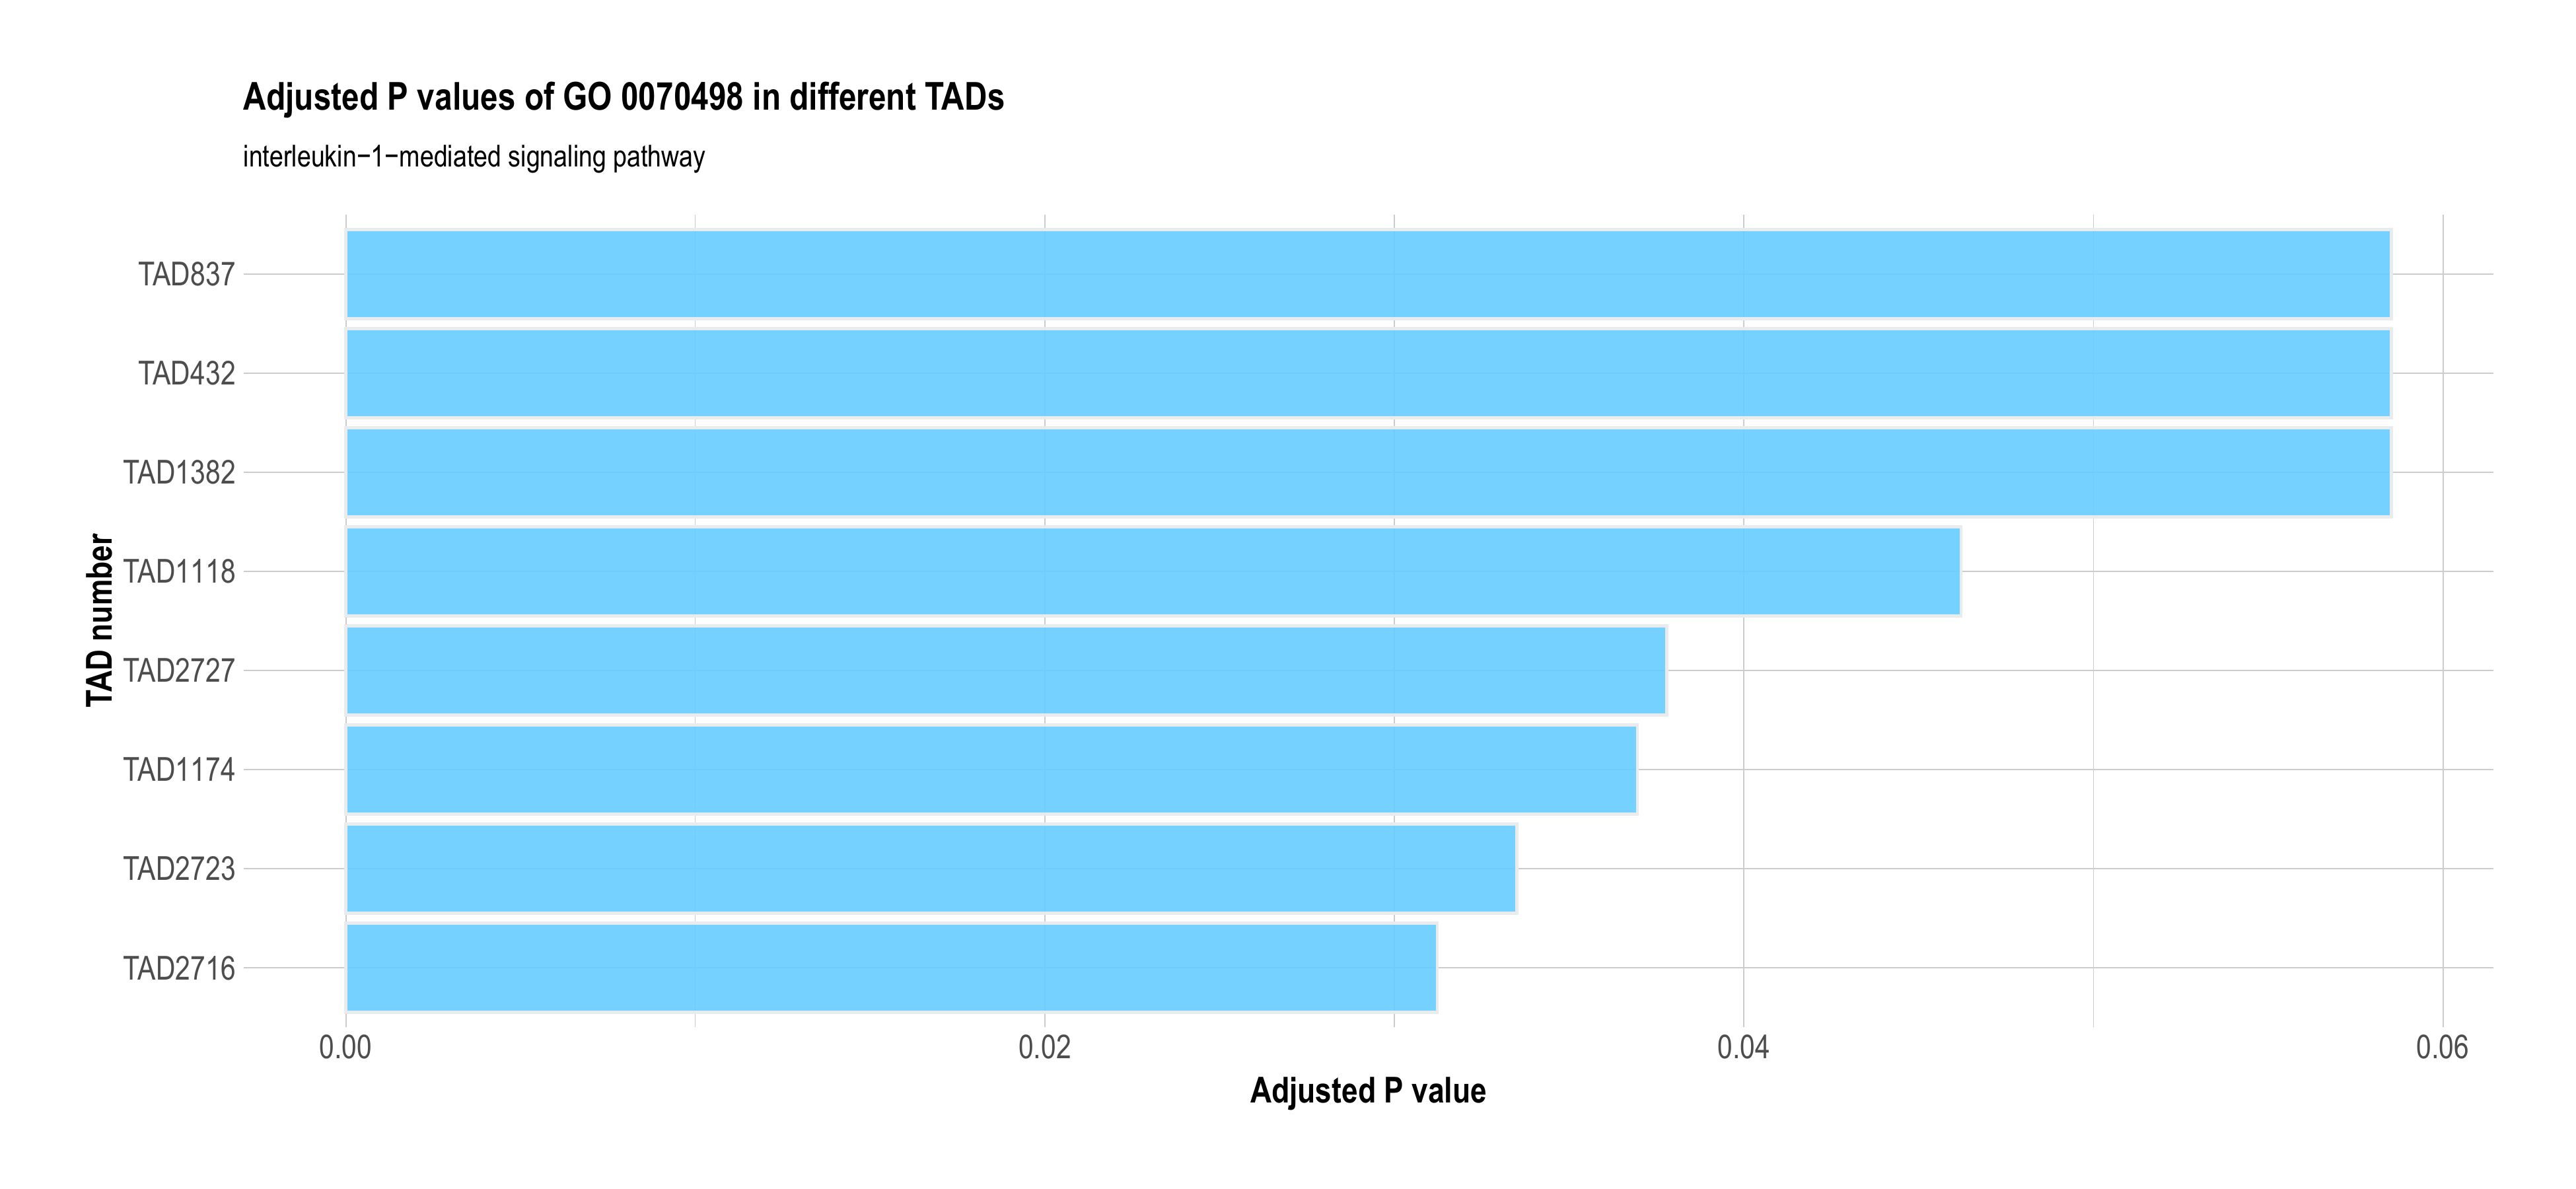 Adjusted P values of GO 0070498 in different TADs
interleukin−1−mediated signaling pathway
TAD number
TAD837
TAD432
TAD1382
TAD1118
TAD2727
TAD1174
TAD2723
TAD2716
0.00 0.02 0.04 0.06
Adjusted P value